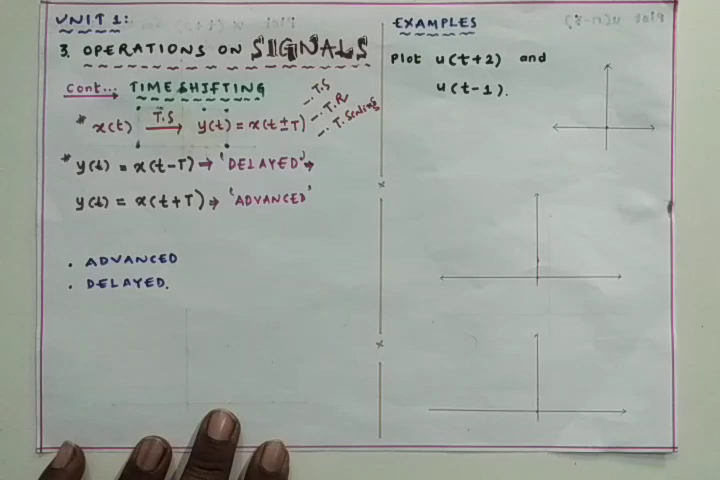 UNIT 1:
3. OPERATIONS ON SIGNALS
Cont... TIME SHIFTING
* x(t) T.S → y(t) = x(t ± T)
- T.S
- T.R
- T. Scaling
* y(t) = x(t-T) → 'DELAYED' →
y(t) = x(t+T) → 'ADVANCED'
. ADVANCED
. DELAYED.
EXAMPLES
Plot u(t+2) and
u(t-1).